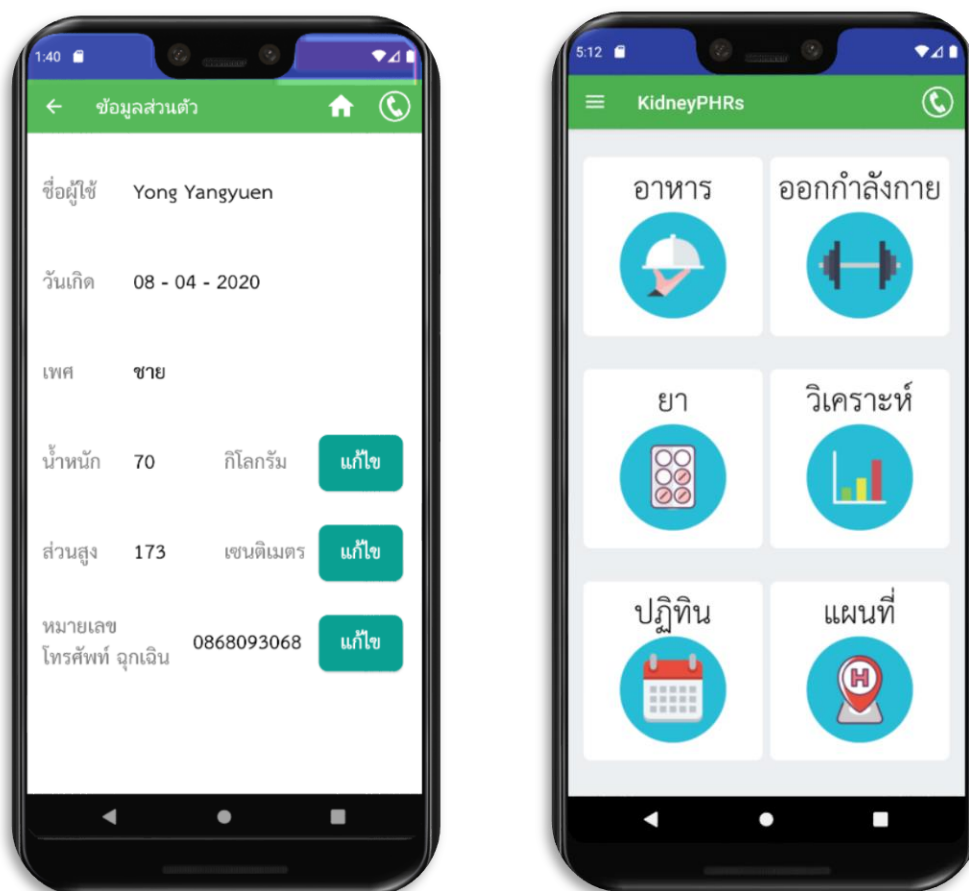 1:40
ข้อมูลส่วนตัว
ชื่อผู้ใช้ Yong Yangyuen
วันเกิด 08 - 04 - 2020
เพศ ชาย
น้ำหนัก 70 กิโลกรัม แก้ไข
ส่วนสูง 173 เซนติเมตร แก้ไข
หมายเลข
โทรศัพท์ ฉุกเฉิน 0868093068 แก้ไข
5:12
KidneyPHRs
อาหาร ออกกำลังกาย
ยา วิเคราะห์
ปฏิทิน แผนที่
H